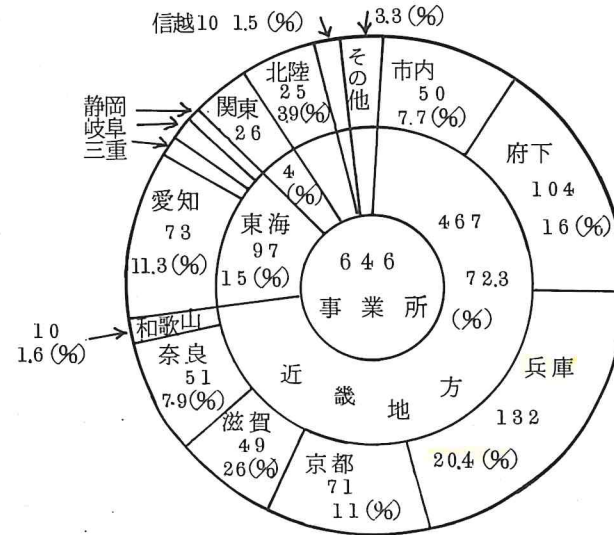 信越10 1.5(%)
3.3(%)
その他
市内
50
7.7(%)
府下
104
16(%)
兵庫
132
20.4(%)
京都
71
11(%)
滋賀
49
26(%)
奈良
51
7.9(%)
和歌山
10
1.6(%)
愛知
73
11.3(%)
三重
岐阜
静岡
関東
26
4
(%)
北陸
25
39(%)
東海
97
15(%)
467
72.3
(%)
近畿地方
646
事業所